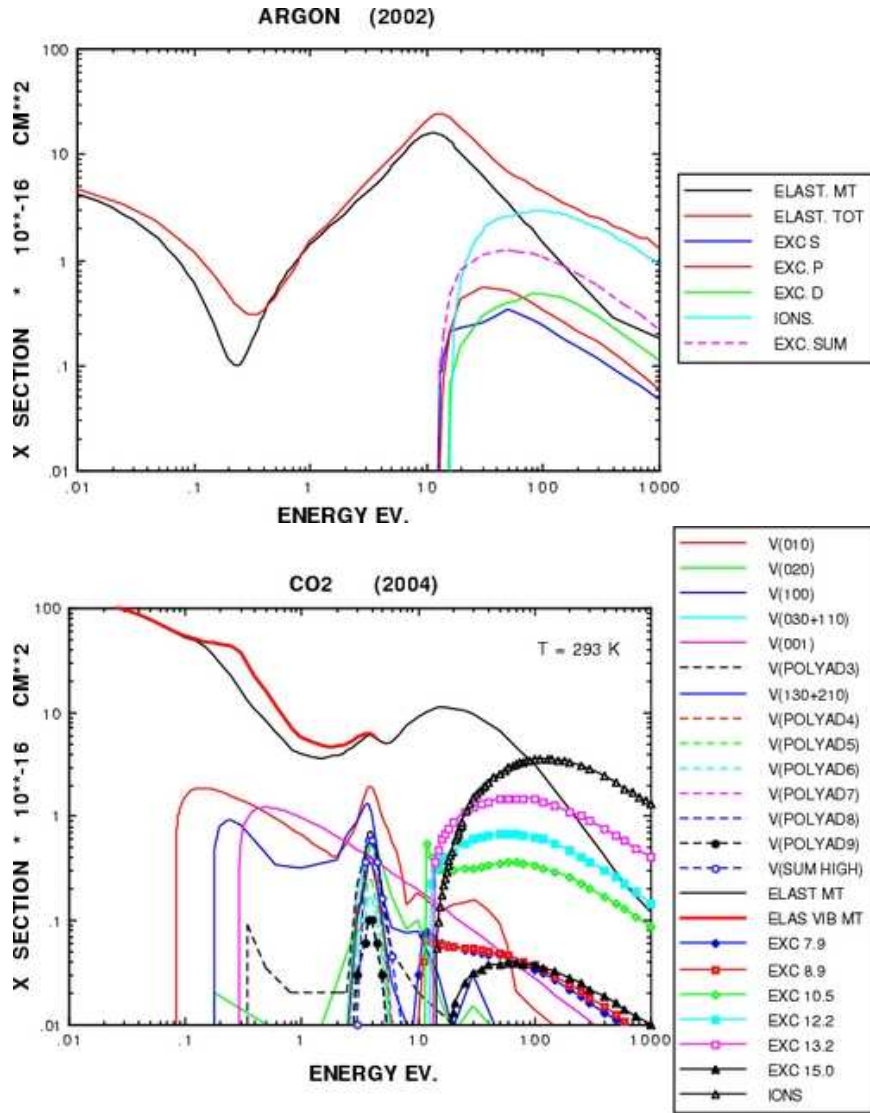 ARGON (2002)
X SECTION * 10**-16 CM**2
100
10
1
.1
.01
.01
.1
1
10
100
1000
ENERGY EV.
ELAST. MT
ELAST. TOT
EXC S
EXC. P
EXC. D
IONS.
EXC. SUM
CO2 (2004)
T = 293 K
X SECTION * 10**-16 CM**2
100
10
1
.1
.01
.01
.1
1
10
100
1000
ENERGY EV.
V(010)
V(020)
V(100)
V(030+110)
V(001)
V(POLYAD3)
V(130+210)
V(POLYAD4)
V(POLYAD5)
V(POLYAD6)
V(POLYAD7)
V(POLYAD8)
V(POLYAD9)
V(SUM HIGH)
ELAST MT
ELAS VIB MT
EXC 7.9
EXC 8.9
EXC 10.5
EXC 12.2
EXC 13.2
EXC 15.0
IONS